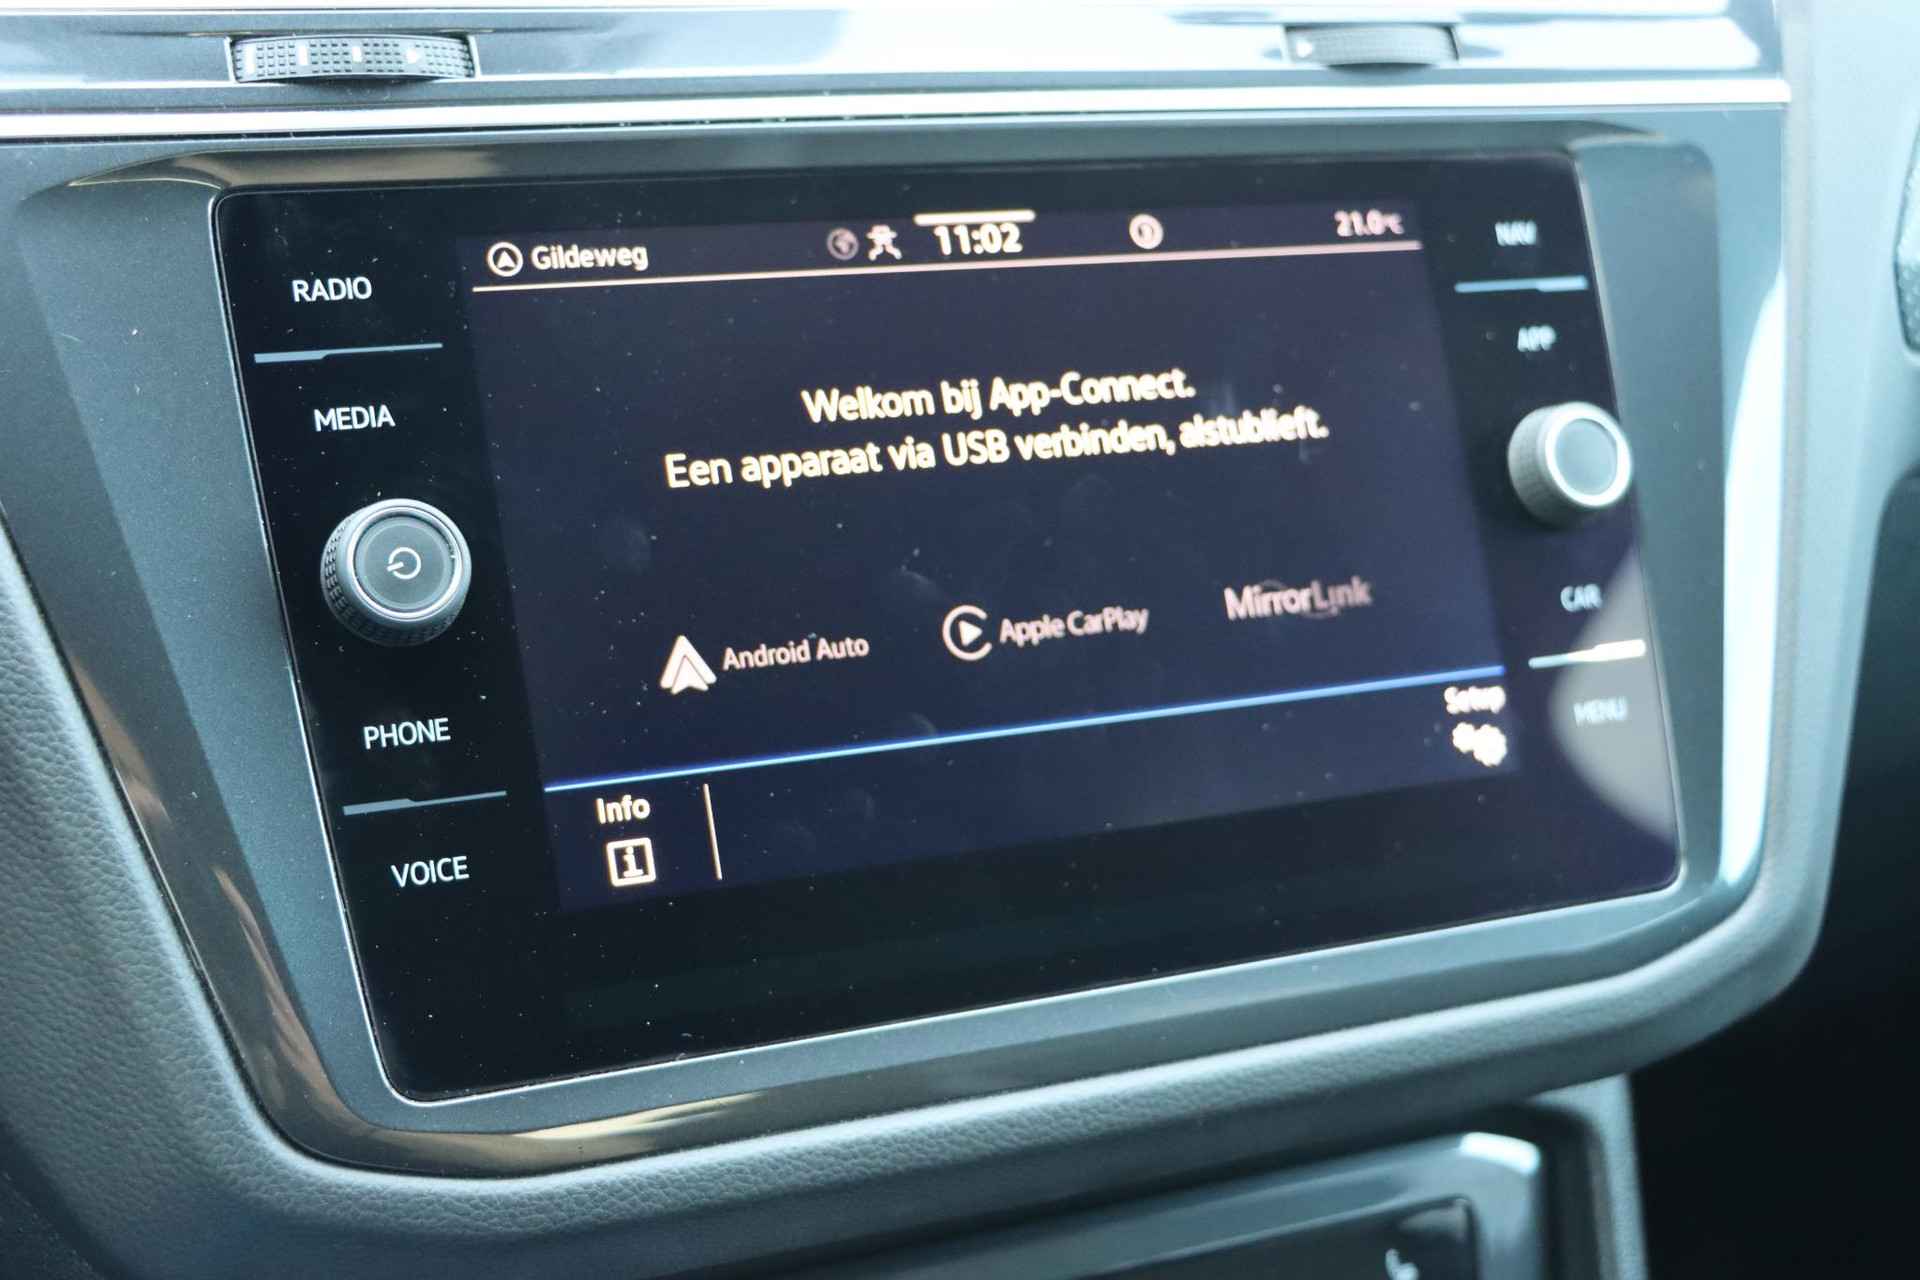 Gildeweg
11:02
21.0°C
NAV
RADIO
APP
MEDIA
Welkom bij App-Connect.
Een apparaat via USB verbinden, alstublieft.
Android Auto
Apple CarPlay
MirrorLink
CAR
PHONE
Setup
MENU
Info
i
VOICE